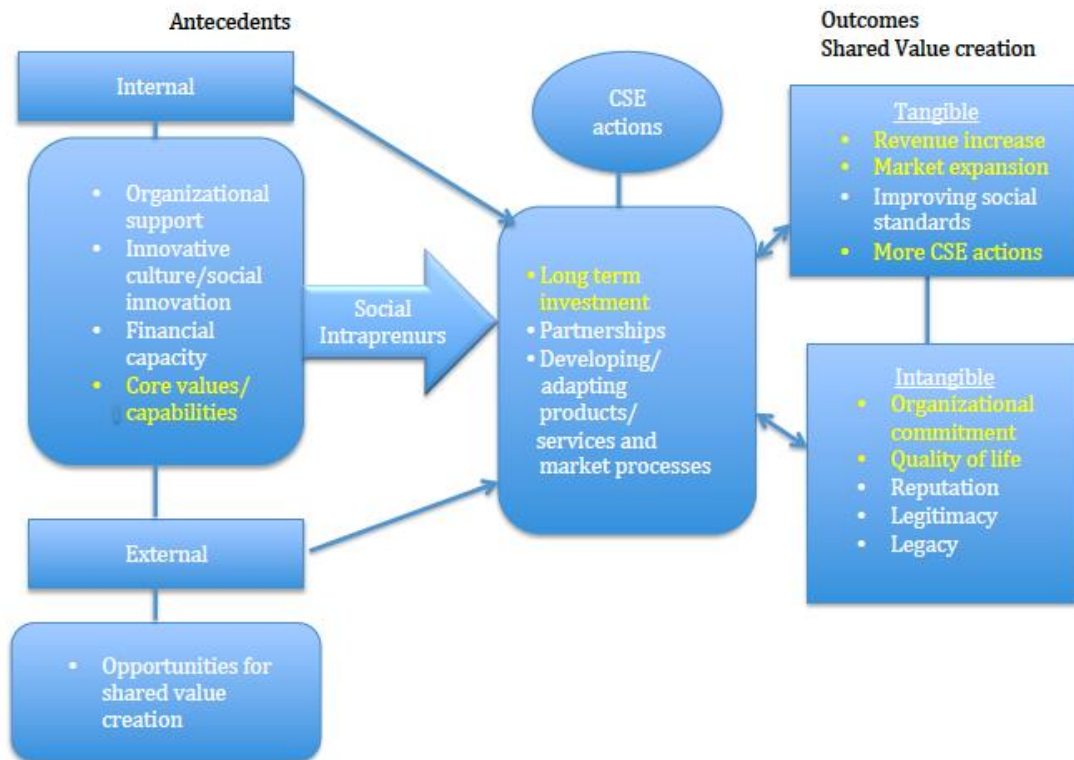 Antecedents
Internal
• Organizational
support
• Innovative
culture/social
innovation
• Financial
capacity
• Core values/
capabilities
External
• Opportunities for
shared value
creation
Social
Intraprenurs
CSE
actions
• Long term
investment
• Partnerships
• Developing/
adapting
products/
services and
market processes
Outcomes
Shared Value creation
Tangible
• Revenue increase
• Market expansion
• Improving social
standards
• More CSE actions
Intangible
• Organizational
commitment
• Quality of life
• Reputation
• Legitimacy
• Legacy